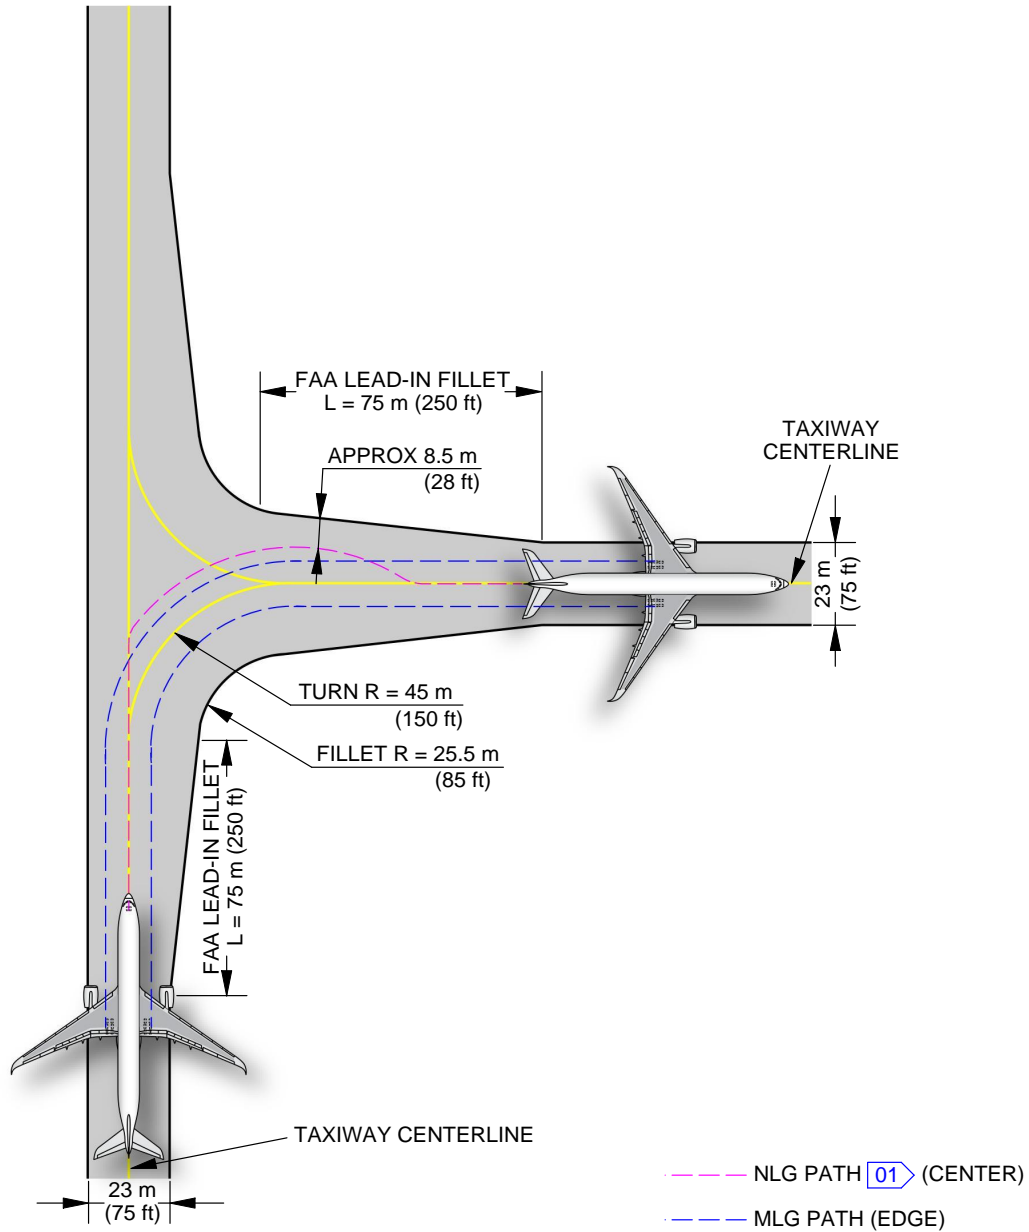 FAA LEAD-IN FILLET
L = 75 m (250 ft)
TAXIWAY
CENTERLINE
APPROX 8.5 m
(28 ft)
23 m
(75 ft)
TURN R = 45 m
(150 ft)
FILLET R = 25.5 m
(85 ft)
FAA LEAD-IN FILLET
L = 75 m (250 ft)
TAXIWAY CENTERLINE
23 m
(75 ft)
NLG PATH 01 (CENTER)
MLG PATH (EDGE)